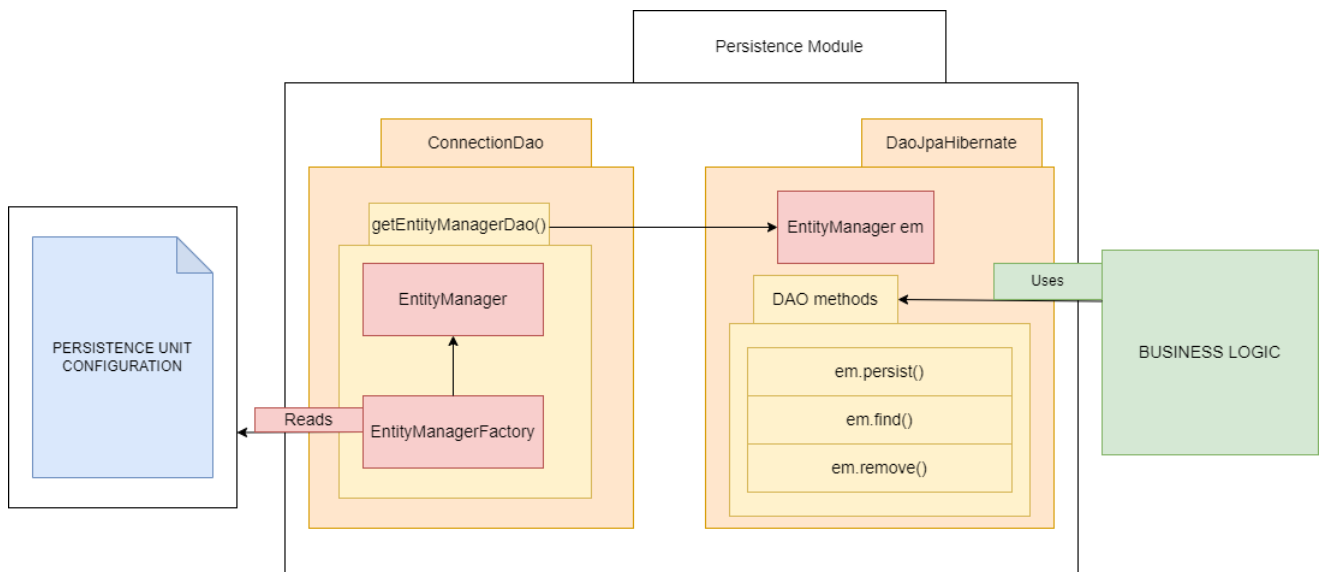 Persistence Module
ConnectionDao
DaoJpaHibernate
getEntityManagerDao()
EntityManager em
EntityManager
DAO methods
Uses
PERSISTENCE UNIT
CONFIGURATION
BUSINESS LOGIC
em.persist()
Reads
EntityManagerFactory
em.find()
em.remove()